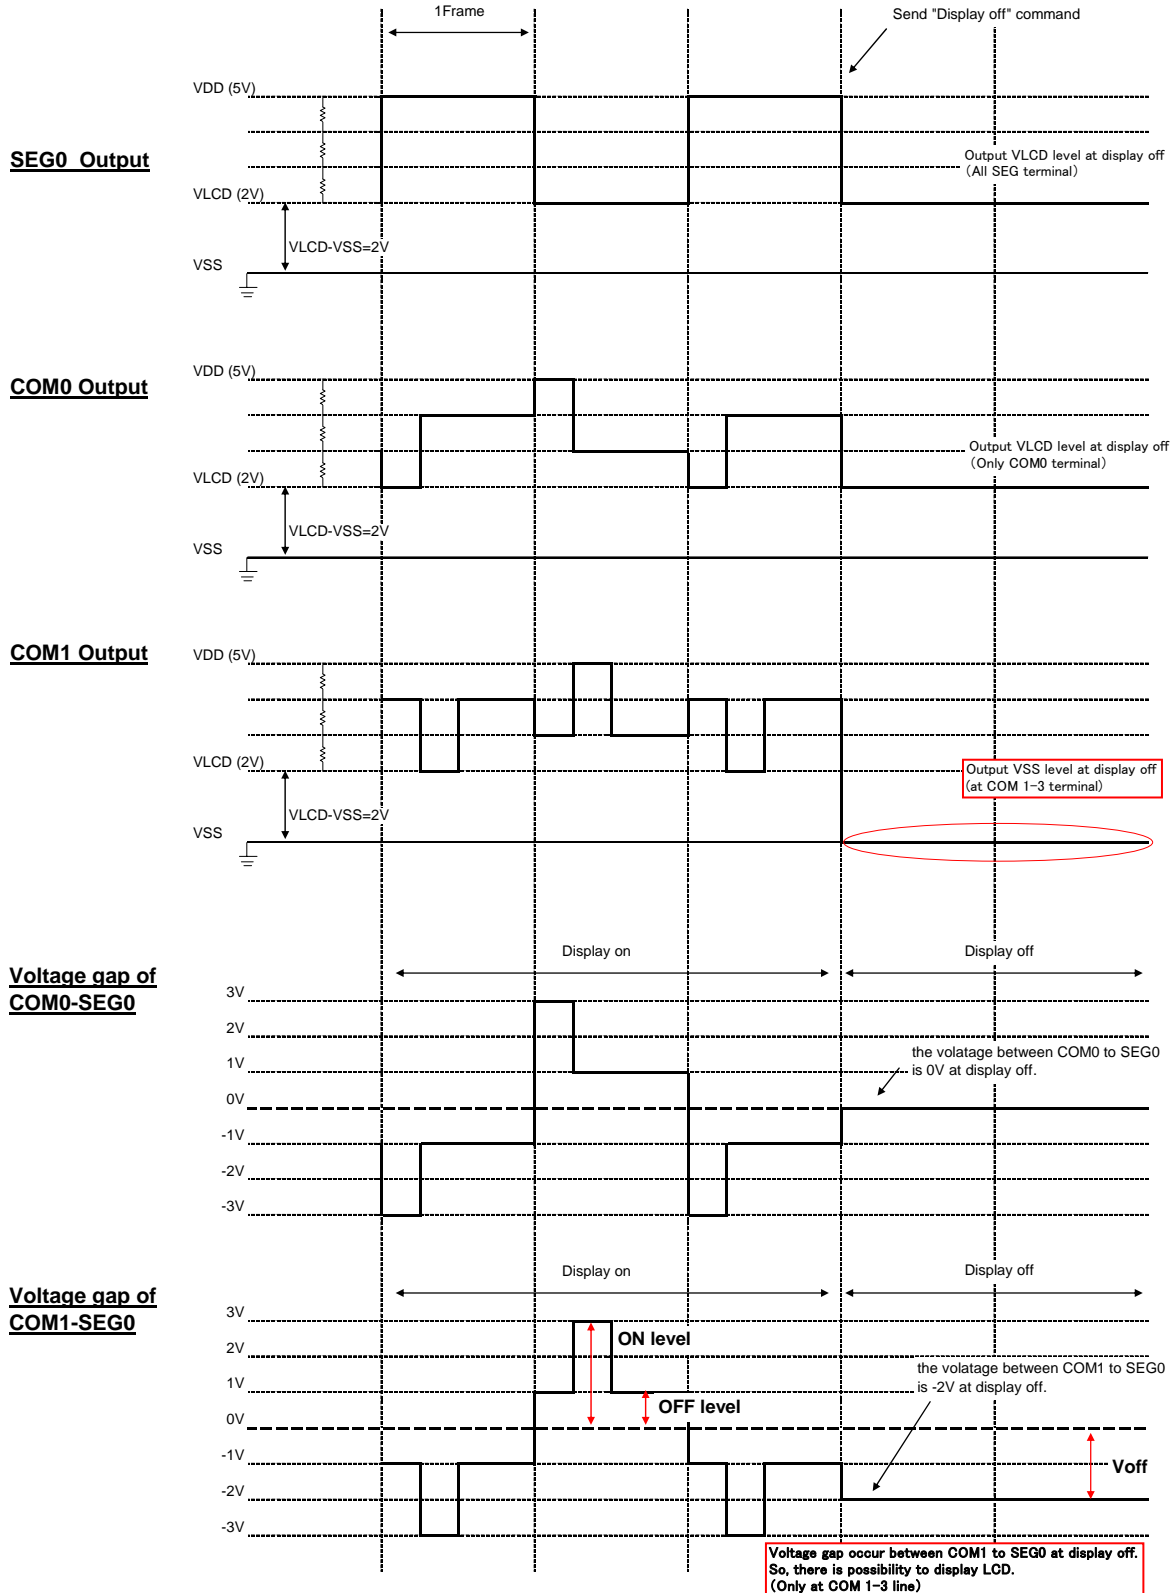 1Frame
Send "Display off" command
VDD (5V)
SEG0  Output
Output VLCD level at display off
(All SEG terminal)
VLCD (2V)
VLCD-VSS=2V
VSS
VDD (5V)
COM0 Output
Output VLCD level at display off
(Only COM0 terminal)
VLCD (2V)
VLCD-VSS=2V
VSS
COM1 Output
VDD (5V)
VLCD (2V)
Output VSS level at display off
(at COM 1-3 terminal)
VLCD-VSS=2V
VSS
Display on
Display off
Voltage gap of
COM0-SEG0
3V
2V
1V
the volatage between COM0 to SEG0
is 0V at display off.
0V
-1V
-2V
-3V
Display on
Display off
Voltage gap of
COM1-SEG0
3V
ON level
2V
the volatage between COM1 to SEG0
is -2V at display off.
1V
OFF level
0V
-1V
Voff
-2V
-3V
Voltage gap occur between COM1 to SEG0 at display off.
So, there is possibility to display LCD.
(Only at COM 1-3 line)